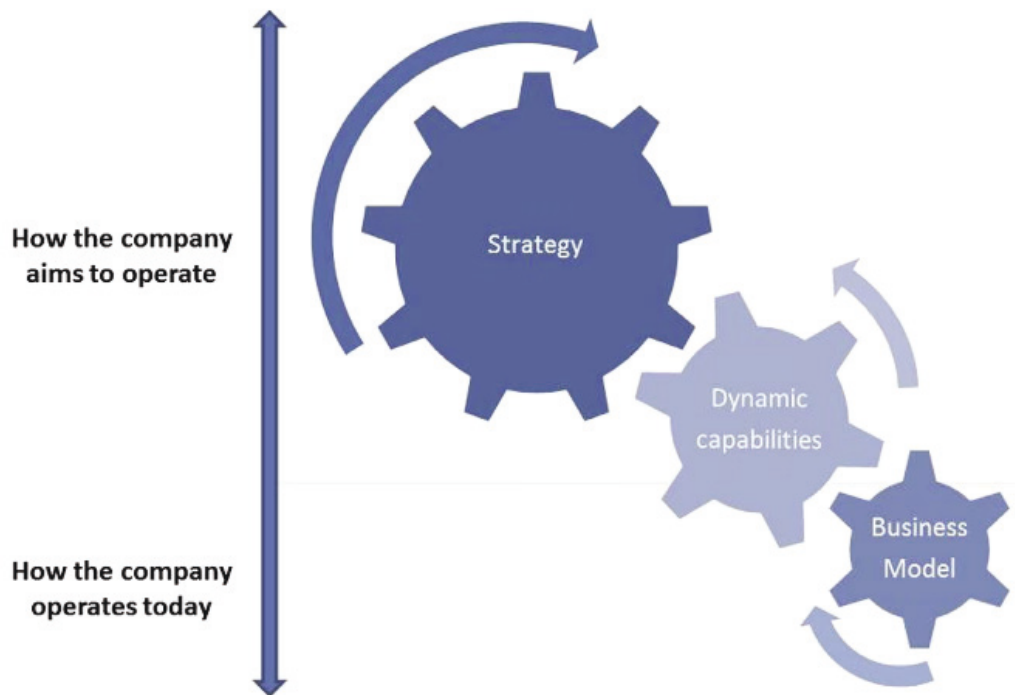 How the company
aims to operate
Strategy
Dynamic
capabilities
Business
Model
How the company
operates today